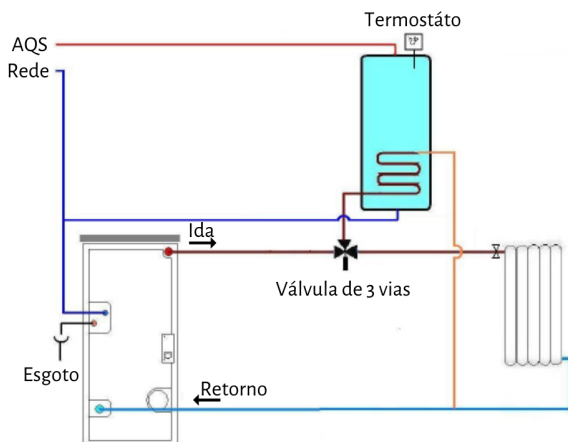 Termostáto
AQS
Rede
Ida
Válvula de 3 vias
Esgoto
Retorno